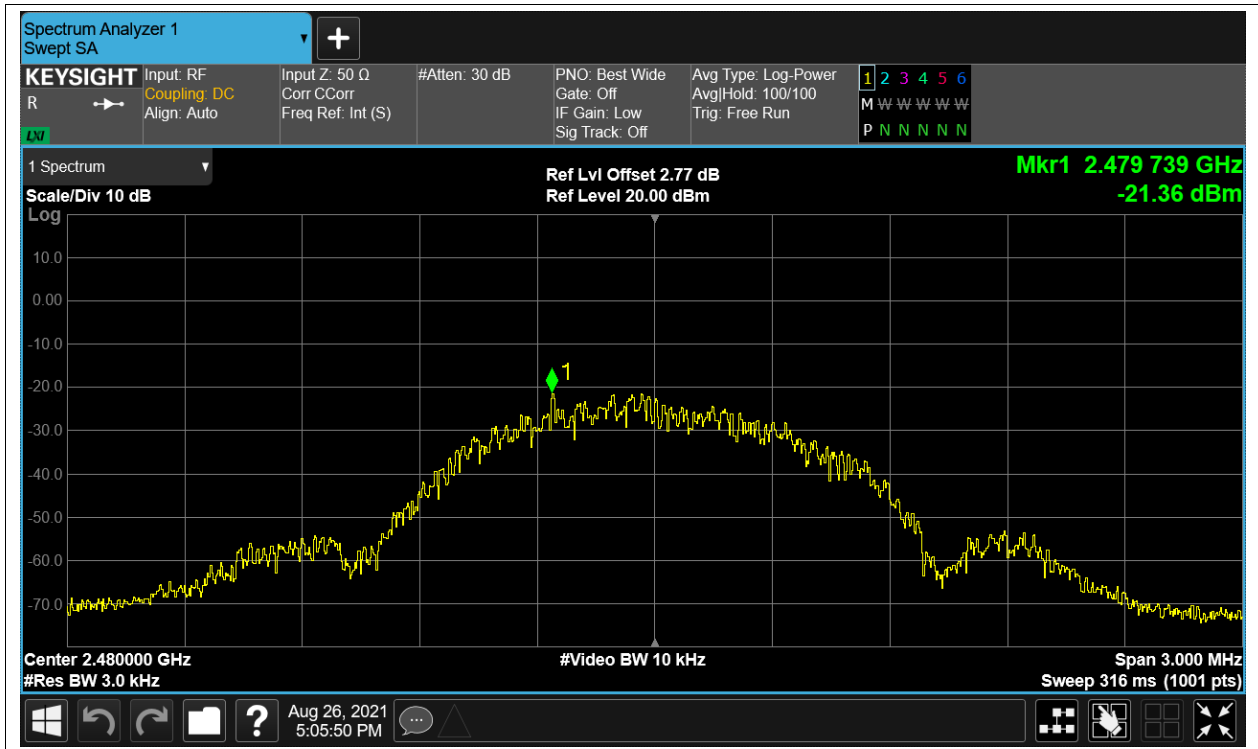 Spectrum Analyzer 1
Swept SA
+
KEYSIGHT
R
LXI
Input: RF
Coupling: DC
Align: Auto
Input Z: 50 Ω
Corr CCorr
Freq Ref: Int (S)
#Atten: 30 dB
PNO: Best Wide
Gate: Off
IF Gain: Low
Sig Track: Off
Avg Type: Log-Power
Avg|Hold: 100/100
Trig: Free Run
1 2 3 4 5 6
M W W W W W
P N N N N N
1 Spectrum
Scale/Div 10 dB
Log
Ref Lvl Offset 2.77 dB
Ref Level 20.00 dBm
Mkr1 2.479 739 GHz
-21.36 dBm
10.0
0.00
-10.0
-20.0
-30.0
-40.0
-50.0
-60.0
-70.0
1
Center 2.480000 GHz
#Res BW 3.0 kHz
#Video BW 10 kHz
Span 3.000 MHz
Sweep 316 ms (1001 pts)
?
Aug 26, 2021
5:05:50 PM